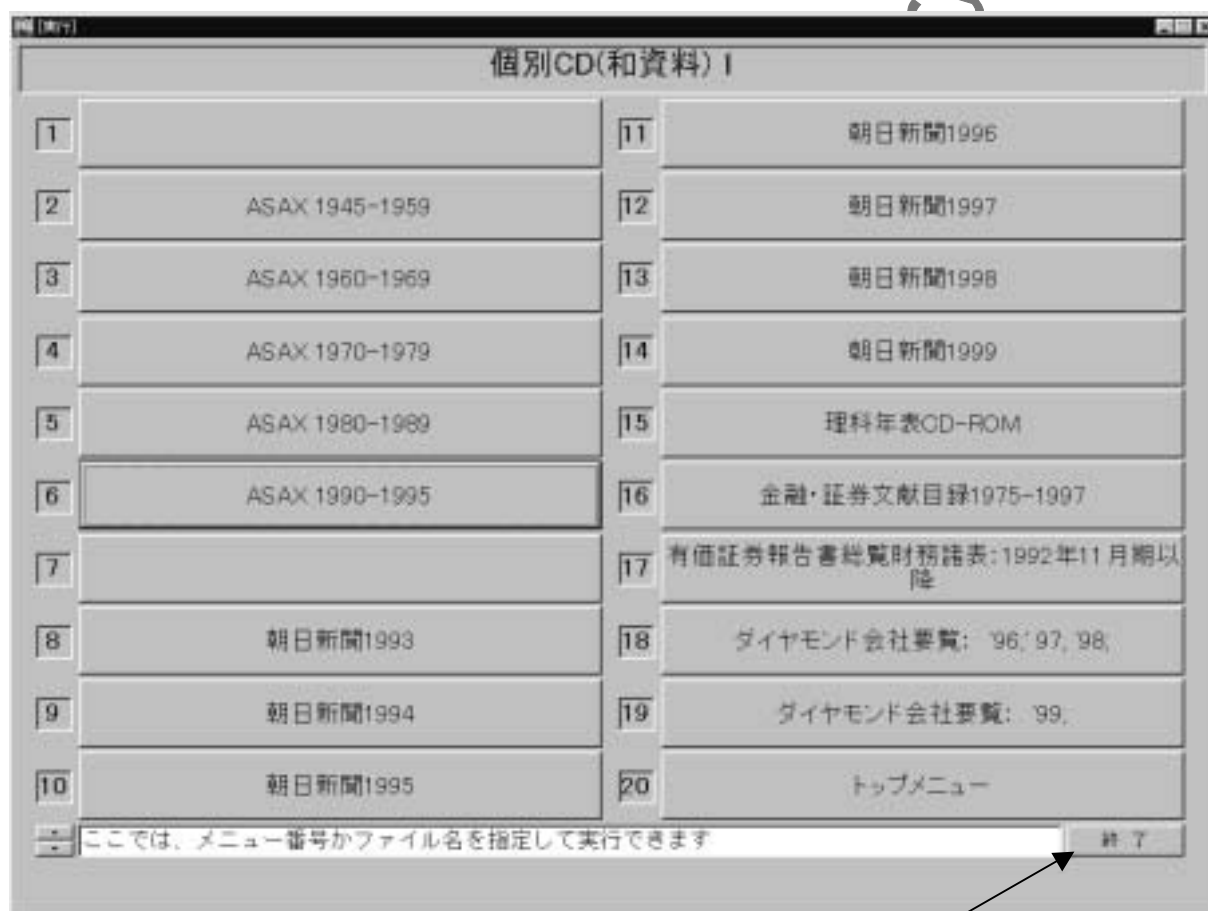 [実行]
個別CD(和資料) I
1
2 ASAX 1945-1959
3 ASAX 1960-1969
4 ASAX 1970-1979
5 ASAX 1980-1989
6 ASAX 1990-1995
7
8 朝日新聞1993
9 朝日新聞1994
10 朝日新聞1995
11 朝日新聞1996
12 朝日新聞1997
13 朝日新聞1998
14 朝日新聞1999
15 理科年表CD-ROM
16 金融・証券文献目録1975-1997
17 有価証券報告書総覧財務諸表:1992年11月期以
降
18 ダイヤモンド会社要覧: '96,'97,'98,
19 ダイヤモンド会社要覧: '99,
20 トップメニュー
ここでは、メニュー番号かファイル名を指定して実行できます
終 了